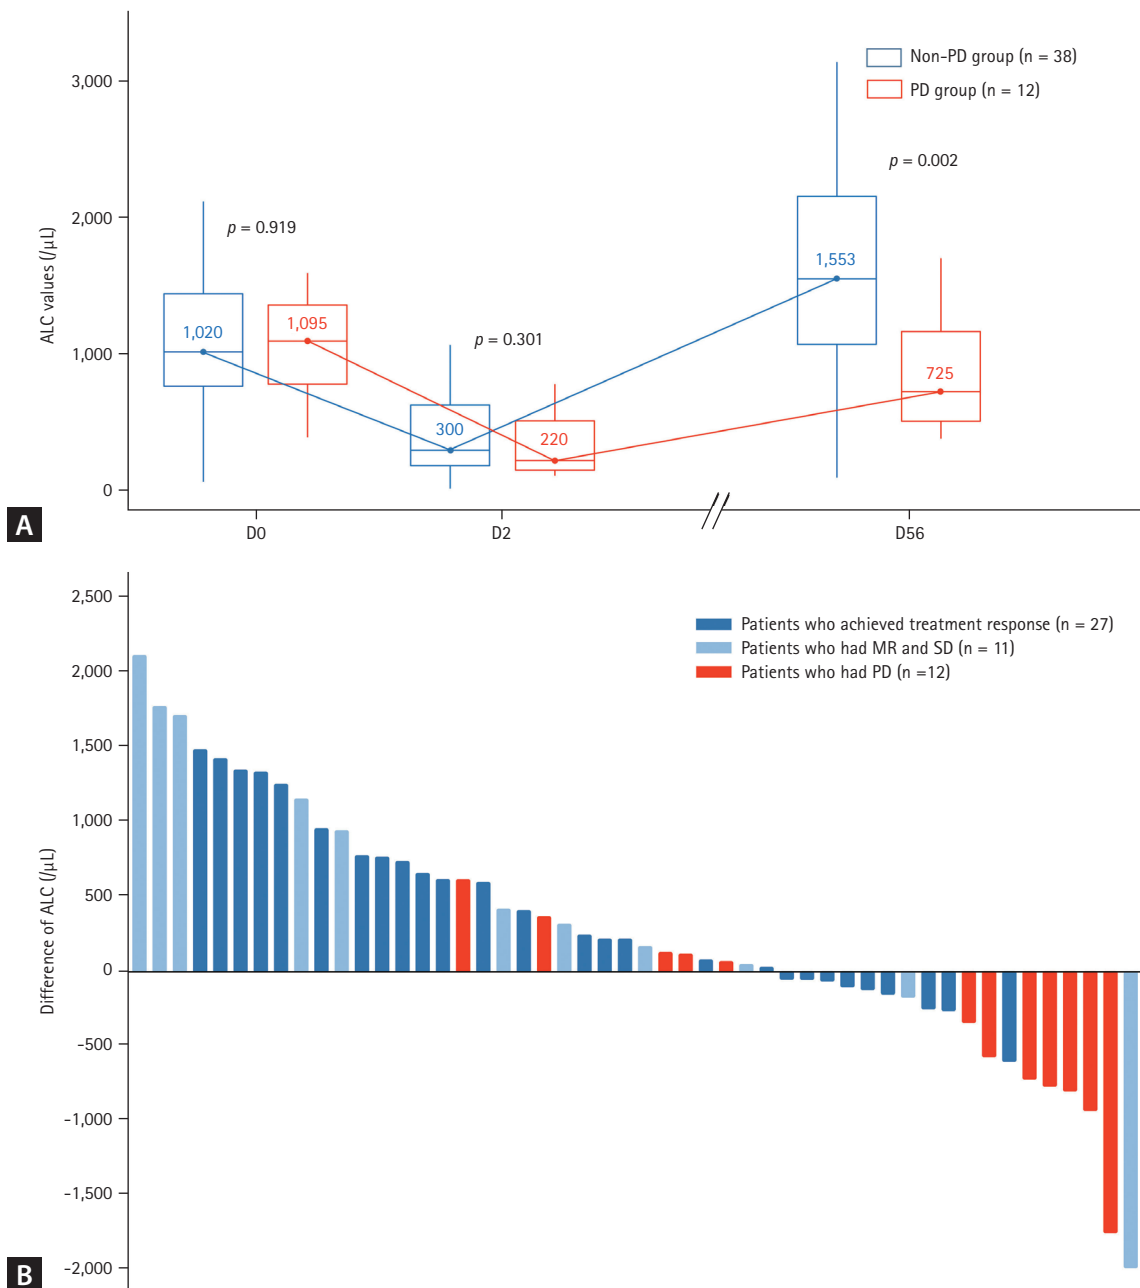 Non-PD group (n = 38)
PD group (n = 12)
3,000
2,000
1,000
0
ALC values (/µL)
p = 0.919
p = 0.301
p = 0.002
1,020
1,095
300
220
1,553
725
D0
D2
D56
A
2,500
2,000
1,500
1,000
500
0
-500
-1,000
-1,500
-2,000
Difference of ALC (/µL)
Patients who achieved treatment response (n = 27)
Patients who had MR and SD (n = 11)
Patients who had PD (n =12)
B